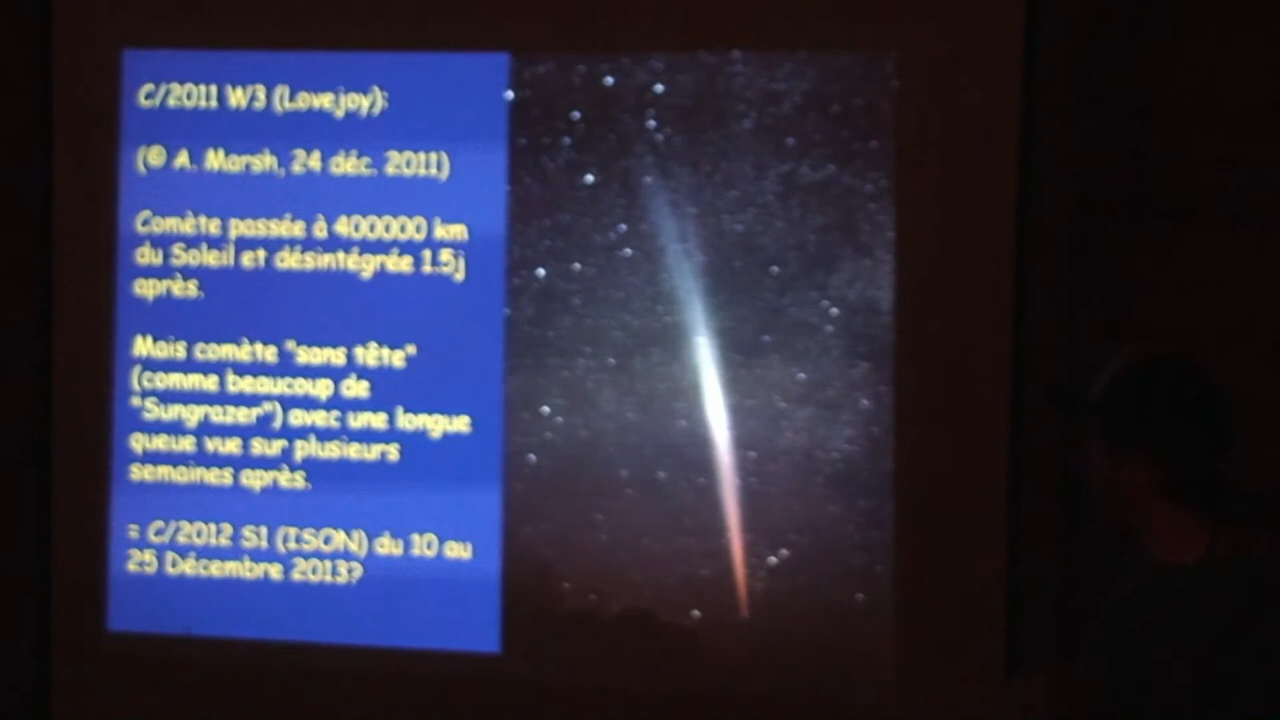 C/2011 W3 (Lovejoy):
(© A. Marsh, 24 déc. 2011)
Comète passée à 400000 km
du Soleil et désintégrée 1.5j
après.
Mais comète "sans tête"
(comme beaucoup de
"Sungrazer") avec une longue
queue vue sur plusieurs
semaines après.
= C/2012 S1 (ISON) du 10 au
25 Décembre 2013?